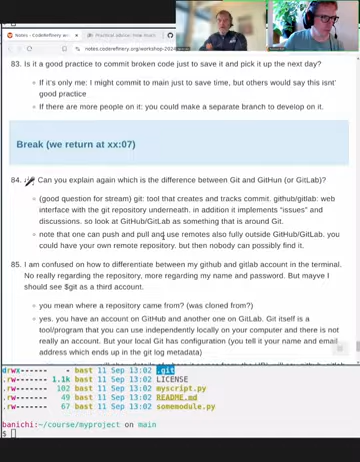 Notes - CodeRefinery
notes.coderefinery.org/workshop-202
83. Is it a good practice to commit broken code just to save it and pick it up the next day?
If it's only me: I might commit to main just to save time, but others would say this isnt' good practice
If there are more people on it: you could make a separate branch to develop on it.
Break (we return at xx:07)
84. Can you explain again which is the difference between Git and GitHun (or GitLab)?
(good question for stream) git: tool that creates and tracks commit. github/gitlab: web
interface with the git repository underneath. in addition it implements "issues" and
discussions. so look at GitHub/GitLab as something that is around Git.
note that one can push and pull and use remotes also fully outside GitHub/GitLab. you
could have your own remote repository. but then nobody can possibly find it.
85. I am confused on how to differentiate between my github and gitlab account in the terminal.
No really regarding the repository, more regarding my name and password. But mayve I
should see $git as a third account.
you mean where a repository came from? (was cloned from?)
yes. you have an account on GitHub and another one on GitLab. Git itself is a
tool/program that you can use independently locally on your computer and there is not
really an account. But your local Git has configuration (you tell it your name and email
address which ends up in the git log metadata)
drwx------ - bast 11 Sep 13:02 .git
.rw------- 1.1k bast 11 Sep 13:02 LICENSE
.rw------- 102 bast 11 Sep 13:02 myscript.py
.rw------- 49 bast 11 Sep 13:02 README.md
.rw------- 67 bast 11 Sep 13:02 somemodule.py
banichi:~/course/myproject on main
$